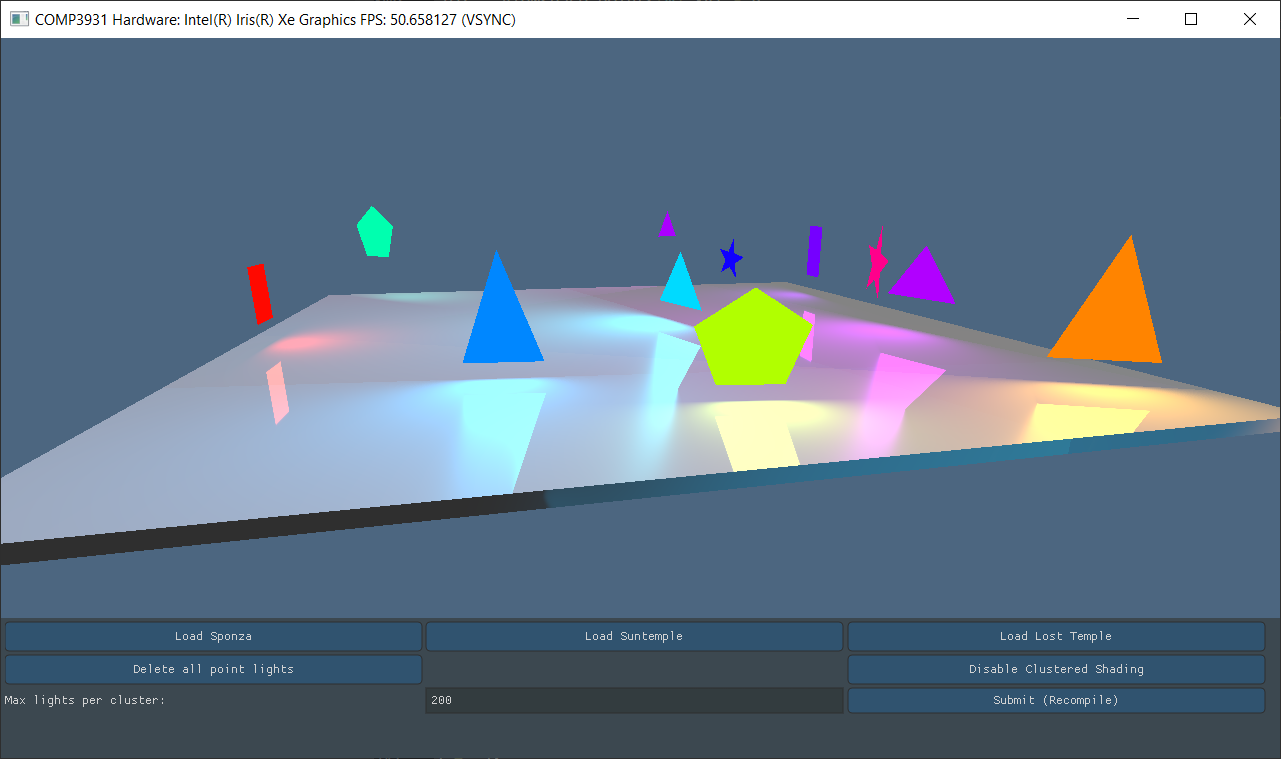 COMP3931 Hardware: Intel(R) Iris(R) Xe Graphics FPS: 50.658127 (VSYNC)
Load Sponza
Load Suntemple
Load Lost Temple
Delete all point lights
Disable Clustered Shading
Max lights per cluster:
200
Submit (Recompile)